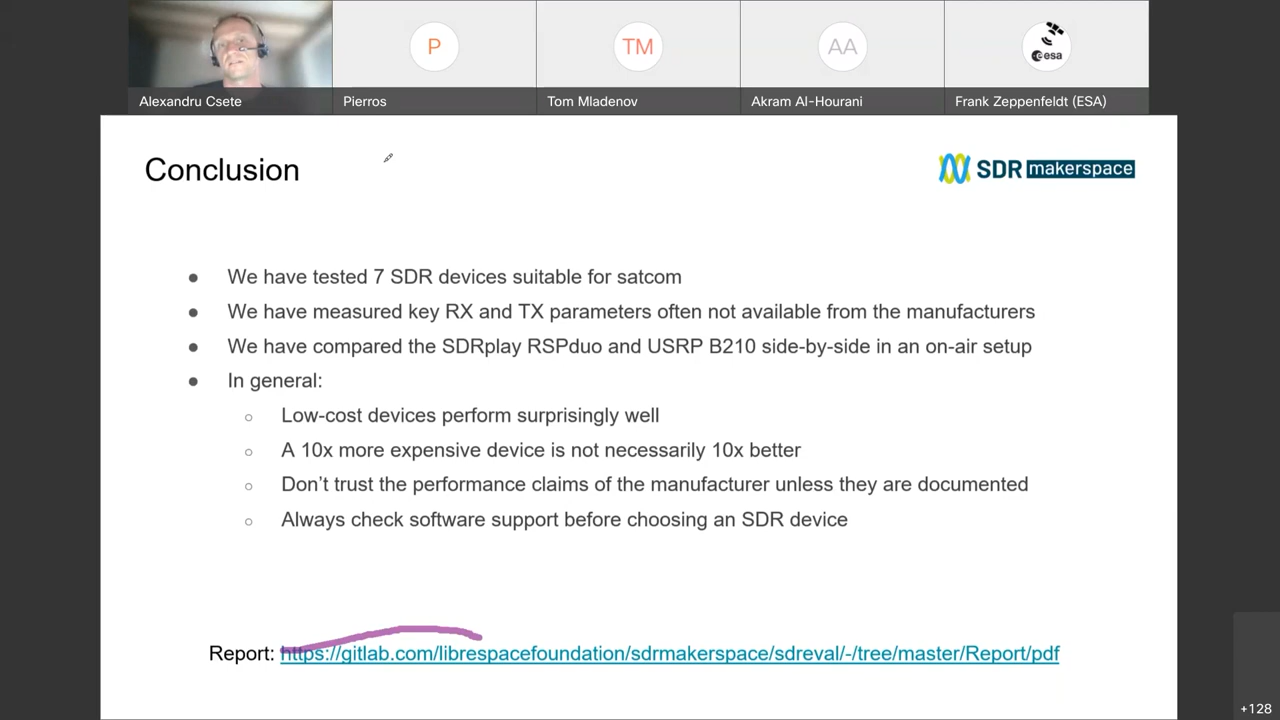 P
TM
AA
esa
Alexandru Csete
Pierros
Tom Mladenov
Akram Al-Hourani
Frank Zeppenfeldt (ESA)
Conclusion
SDR makerspace
● We have tested 7 SDR devices suitable for satcom
● We have measured key RX and TX parameters often not available from the manufacturers
● We have compared the SDRplay RSPduo and USRP B210 side-by-side in an on-air setup
● In general:
○ Low-cost devices perform surprisingly well
○ A 10x more expensive device is not necessarily 10x better
○ Don’t trust the performance claims of the manufacturer unless they are documented
○ Always check software support before choosing an SDR device
Report: https://gitlab.com/librespacefoundation/sdrmakerspace/sdreval/-/tree/master/Report/pdf
+128